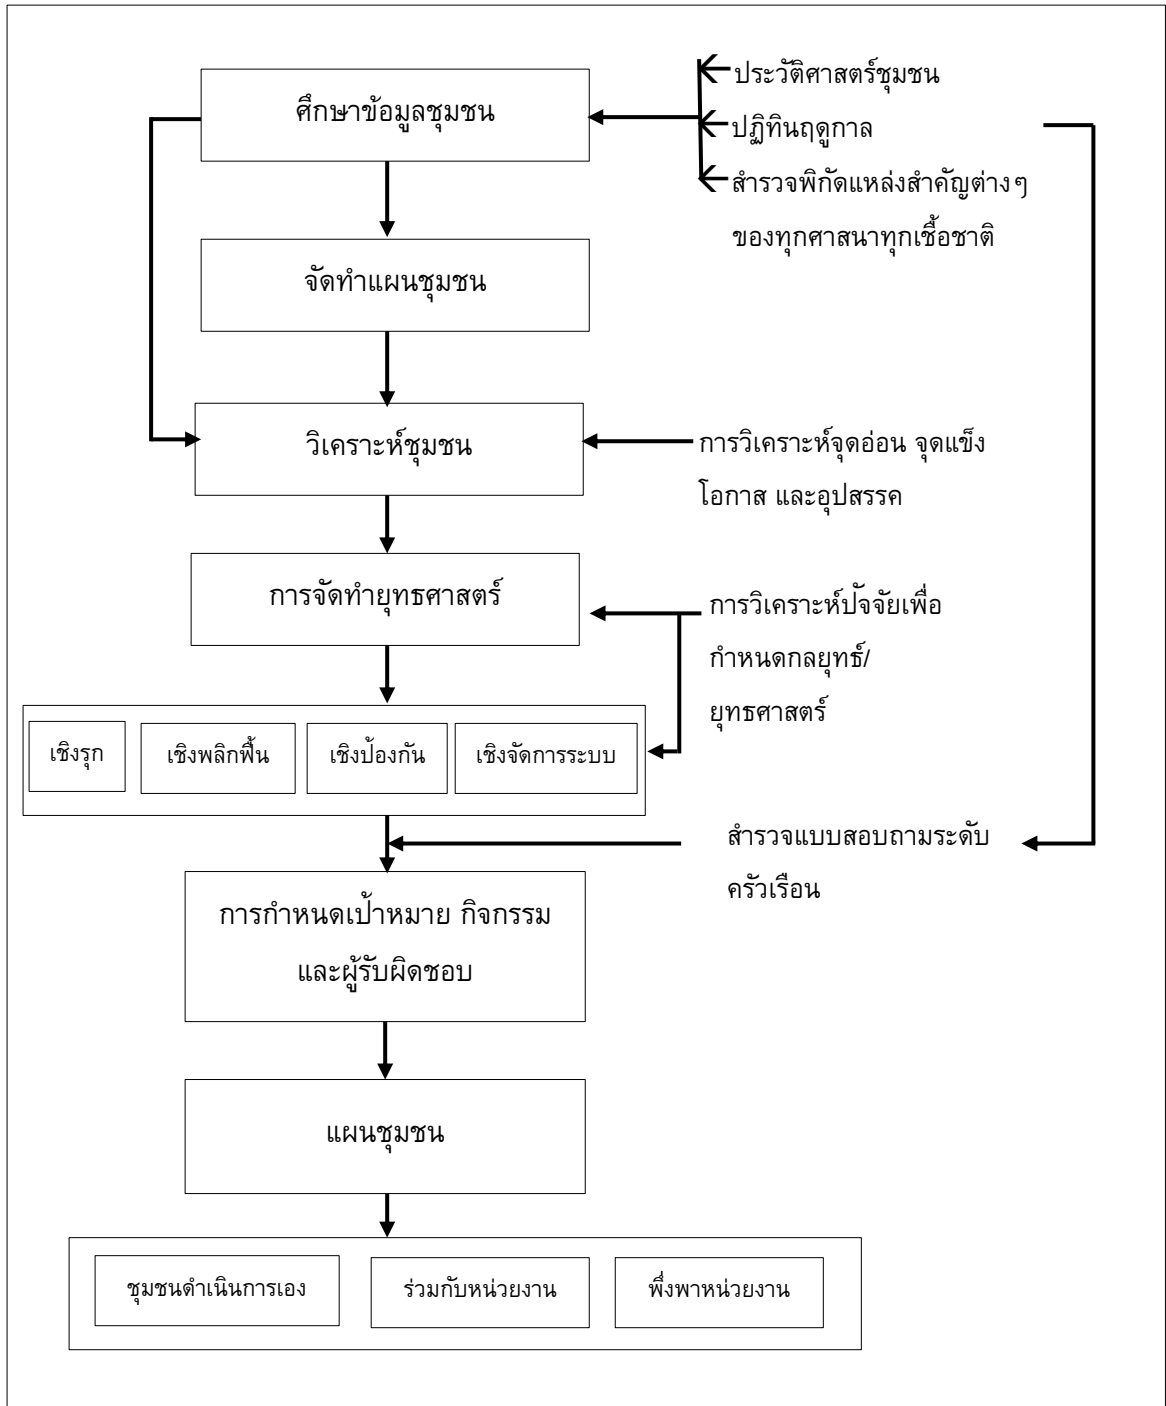 ศึกษาข้อมูลชุมชน
ประวัติศาสตร์ชุมชน
ปฏิทินฤดูกาล
สำรวจพิกัดแหล่งสำคัญต่างๆ
ของทุกศาสนาทุกเชื้อชาติ
จัดทำแผนชุมชน
วิเคราะห์ชุมชน
การวิเคราะห์จุดอ่อน จุดแข็ง
โอกาส และอุปสรรค
การจัดทำยุทธศาสตร์
การวิเคราะห์ปัจจัยเพื่อ
กำหนดกลยุทธ์/
ยุทธศาสตร์
เชิงรุก
เชิงพลิกฟื้น
เชิงป้องกัน
เชิงจัดการระบบ
สำรวจแบบสอบถามระดับ
ครัวเรือน
การกำหนดเป้าหมาย กิจกรรม
และผู้รับผิดชอบ
แผนชุมชน
ชุมชนดำเนินการเอง
ร่วมกับหน่วยงาน
พึ่งพาหน่วยงาน